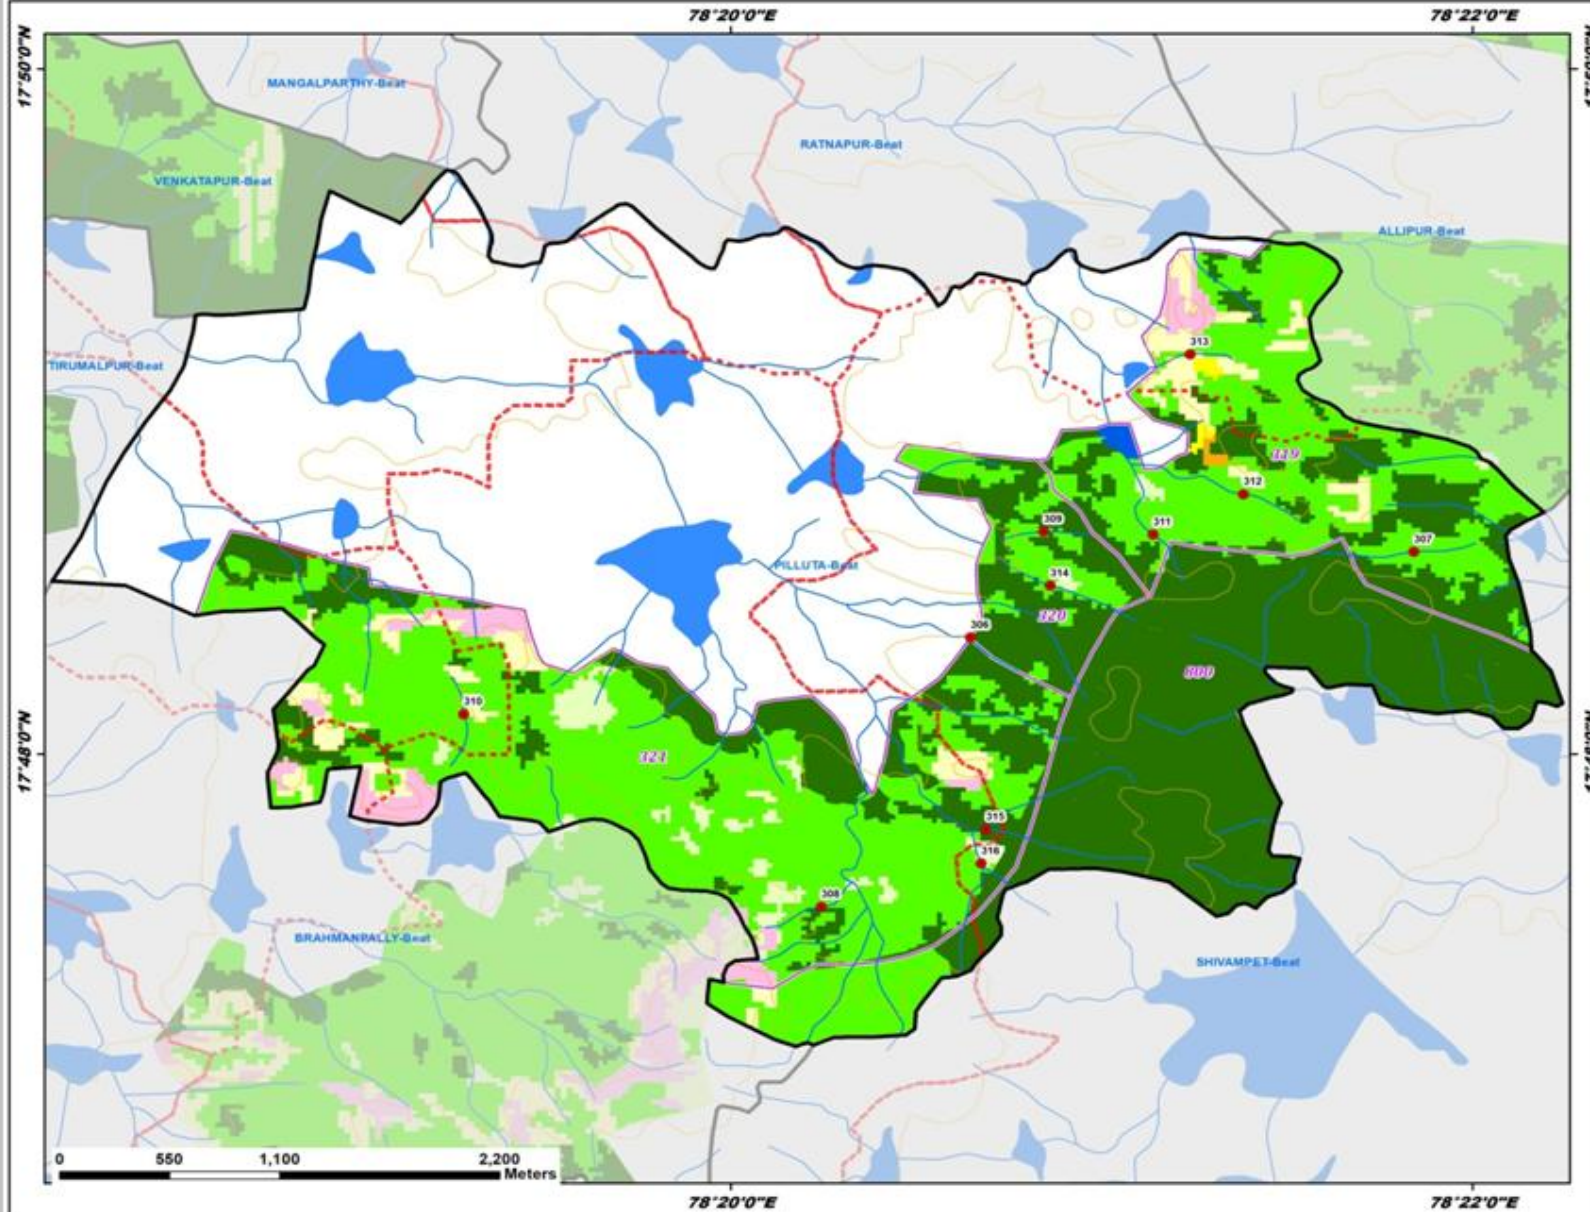 78°20'0"E
78°22'0"E
17°50'0"N
MANGALPARTHY-Beat
RATNAPUR-Beat
VENKATAPUR-Beat
ALLIPUR-Beat
313
TIRUMALPUR-Beat
319
312
309
311
307
PILLUTA-Beat
314
320
306
800
310
17°48'0"N
321
315
316
308
BRAHMANPALLY-Beat
SHIVAMPET-Beat
0 550 1,100 2,200
Meters
78°20'0"E
78°22'0"E